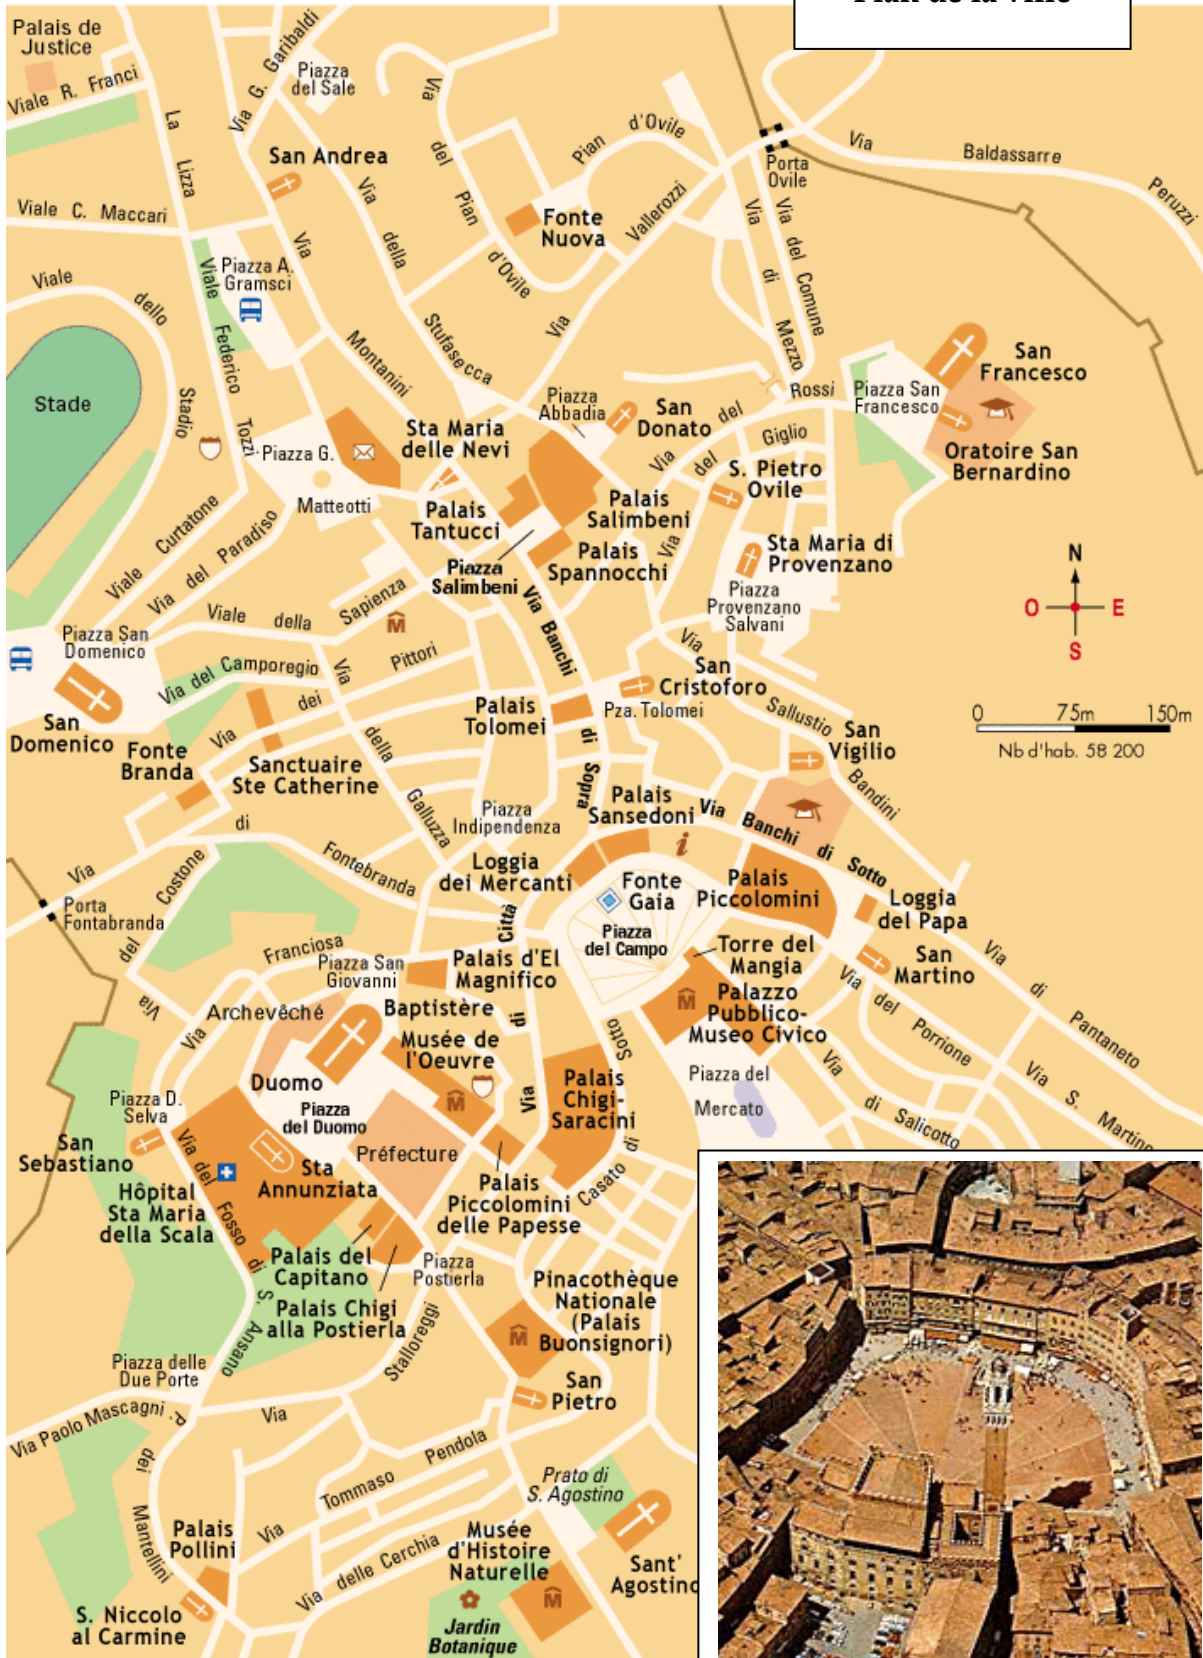 Plan de la ville
Palais de
Justice
Viale R. Franci
La Lizza
Via G. Garibaldi
Piazza
del Sale
Via del Pian d'Ovile
Pian d'Ovile
Via Vallerozzi
Porta
Ovile
Via Baldassarre Peruzzi
San Andrea
Via della Stufasecca
Fonte
Nuova
Via di Mezzo
Via del Comune
Viale C. Maccari
Viale dello Stadio
Piazza A.
Gramsci
Viale Federico Tozzi
Via Montanini
Stade
San
Francesco
Piazza San
Francesco
Oratoire San
Bernardino
Piazza
Abbadia
San
Donato
Via del Rossi
Via del Giglio
Sta Maria
delle Nevi
Piazza G.
Matteotti
S. Pietro
Ovile
Palais
Tantucci
Palais
Salimbeni
Piazza
Salimbeni
Palais
Spannocchi
Via
Sta Maria di
Provenzano
Piazza
Provenzano
Salvani
N
O
E
S
0
75m
150m
Nb d'hab. 58 200
Viale Curtatone
Via del Paradiso
Viale della Sapienza
Piazza San
Domenico
Via del Camporegio
Via dei Pittori
Via della Galluzza
Via Banchi di Sopra
San
Domenico
Fonte
Branda
Sanctuaire
Ste Catherine
Palais
Tolomei
Pza. Tolomei
San
Cristoforo
Via Sallustio Bandini
San
Vigilio
Palais
Sansedoni
Via Banchi di Sotto
Piazza
Indipendenza
Via di Fontebranda
Via del Costone
Porta
Fontabranda
Loggia
dei Mercanti
Fonte
Gaia
Palais
Piccolomini
Loggia
del Papa
Piazza
del Campo
Torre del
Mangia
San
Martino
Via di Pantaneto
Via di Città
Via Franciosa
Piazza San
Giovanni
Palais d'El
Magnifico
Archevêché
Baptistère
Musée de
l'Oeuvre
Palazzo
Pubblico-
Museo Civico
Via del Porrione
Via S. Martino
Via di Salicotto
Duomo
Piazza
del Duomo
Préfecture
Palais
Chigi-
Saracini
Piazza del
Mercato
Casato di Sotto
Piazza D.
Selva
San
Sebastiano
Via del Fosso di S. Ansano
Hôpital
Sta Maria
della Scala
Sta
Annunziata
Palais
Piccolomini
delle Papesse
Palais del
Capitano
Palais Chigi
alla Postierla
Piazza
Postierla
Pinacothèque
Nationale
(Palais
Buonsignori)
Via Stalloreggi
Piazza delle
Due Porte
San
Pietro
Via Paolo Mascagni
P. dei Mantellini
Via Tommaso Pendola
Prato di
S. Agostino
Sant'
Agostino
Palais
Pollini
Via delle Cerchia
Musée
d'Histoire
Naturelle
Jardin
Botanique
S. Niccolo
al Carmine